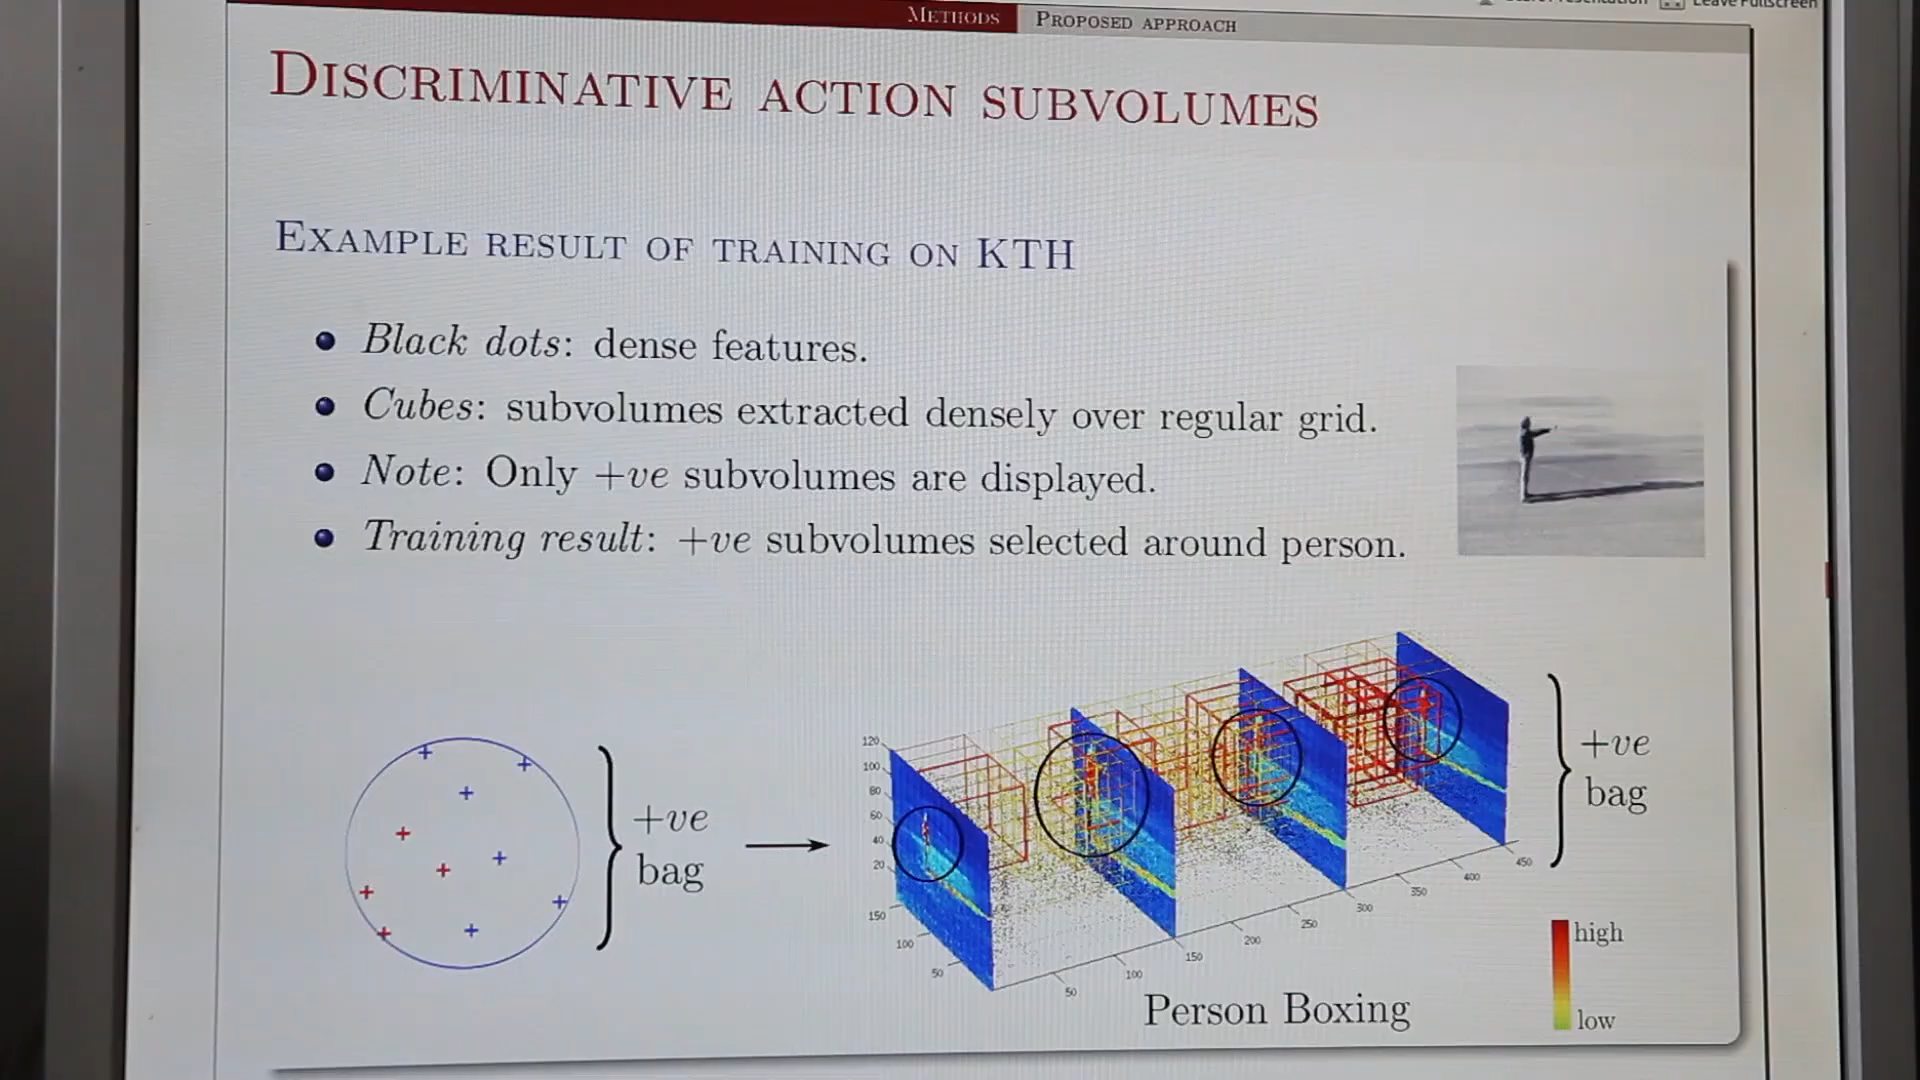 Leave Fullscreen
METHODS
PROPOSED APPROACH
DISCRIMINATIVE ACTION SUBVOLUMES
EXAMPLE RESULT OF TRAINING ON KTH
Black dots: dense features.
Cubes: subvolumes extracted densely over regular grid.
Note: Only +ve subvolumes are displayed.
Training result: +ve subvolumes selected around person.
+ve
bag
120
100
80
60
40
20
150
100
50
50
100
150
200
250
300
350
400
450
+ve
bag
high
low
Person Boxing